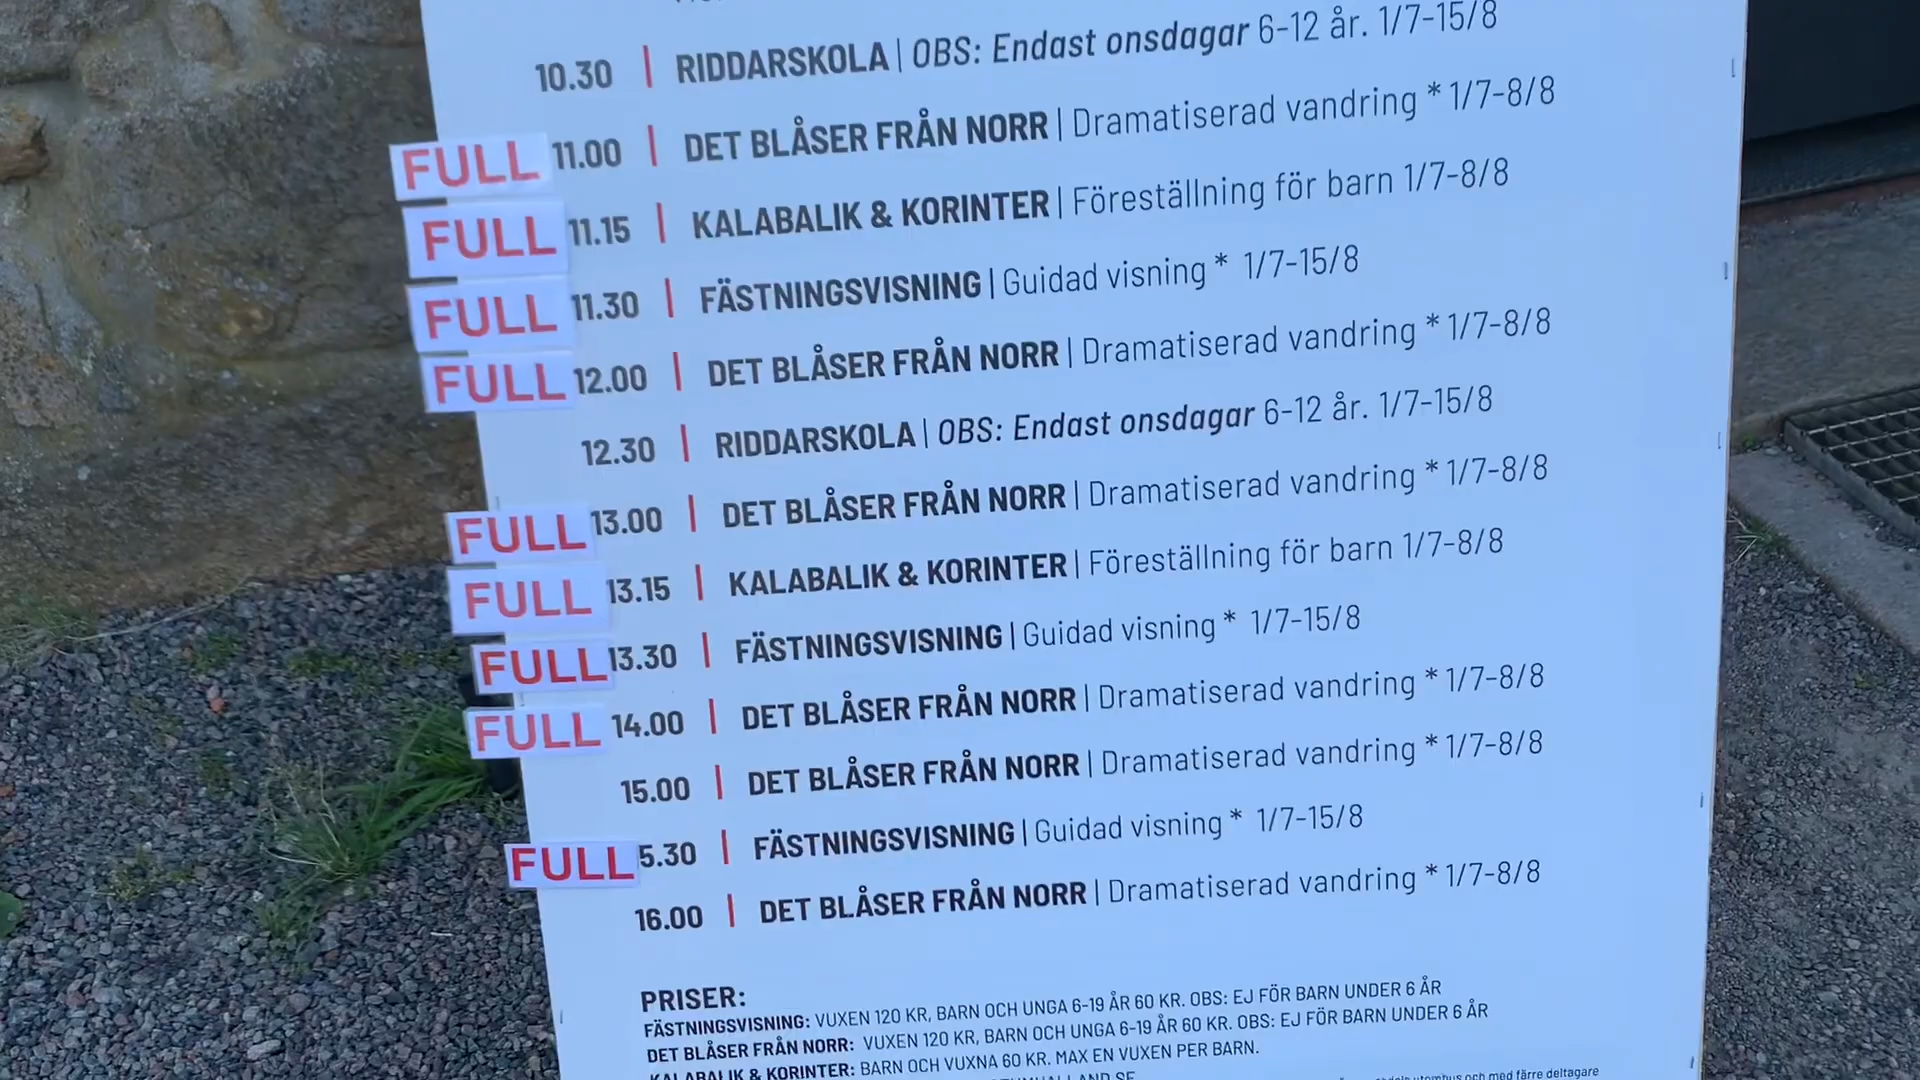 10.30 | RIDDARSKOLA | OBS: Endast onsdagar 6-12 år. 1/7-15/8
FULL 11.00 | DET BLÅSER FRÅN NORR | Dramatiserad vandring * 1/7-8/8
FULL 11.15 | KALABALIK & KORINTER | Föreställning för barn 1/7-8/8
FULL 11.30 | FÄSTNINGSVISNING | Guidad visning * 1/7-15/8
FULL 12.00 | DET BLÅSER FRÅN NORR | Dramatiserad vandring * 1/7-8/8
12.30 | RIDDARSKOLA | OBS: Endast onsdagar 6-12 år. 1/7-15/8
FULL 13.00 | DET BLÅSER FRÅN NORR | Dramatiserad vandring * 1/7-8/8
FULL 13.15 | KALABALIK & KORINTER | Föreställning för barn 1/7-8/8
FULL 13.30 | FÄSTNINGSVISNING | Guidad visning * 1/7-15/8
FULL 14.00 | DET BLÅSER FRÅN NORR | Dramatiserad vandring * 1/7-8/8
15.00 | DET BLÅSER FRÅN NORR | Dramatiserad vandring * 1/7-8/8
FULL 5.30 | FÄSTNINGSVISNING | Guidad visning * 1/7-15/8
16.00 | DET BLÅSER FRÅN NORR | Dramatiserad vandring * 1/7-8/8
PRISER:
FÄSTNINGSVISNING: VUXEN 120 KR, BARN OCH UNGA 6-19 ÅR 60 KR. OBS: EJ FÖR BARN UNDER 6 ÅR
DET BLÅSER FRÅN NORR: VUXEN 120 KR, BARN OCH UNGA 6-19 ÅR 60 KR. OBS: EJ FÖR BARN UNDER 6 ÅR
KALABALIK & KORINTER: BARN OCH VUXNA 60 KR. MAX EN VUXEN PER BARN.
och med färre deltagare